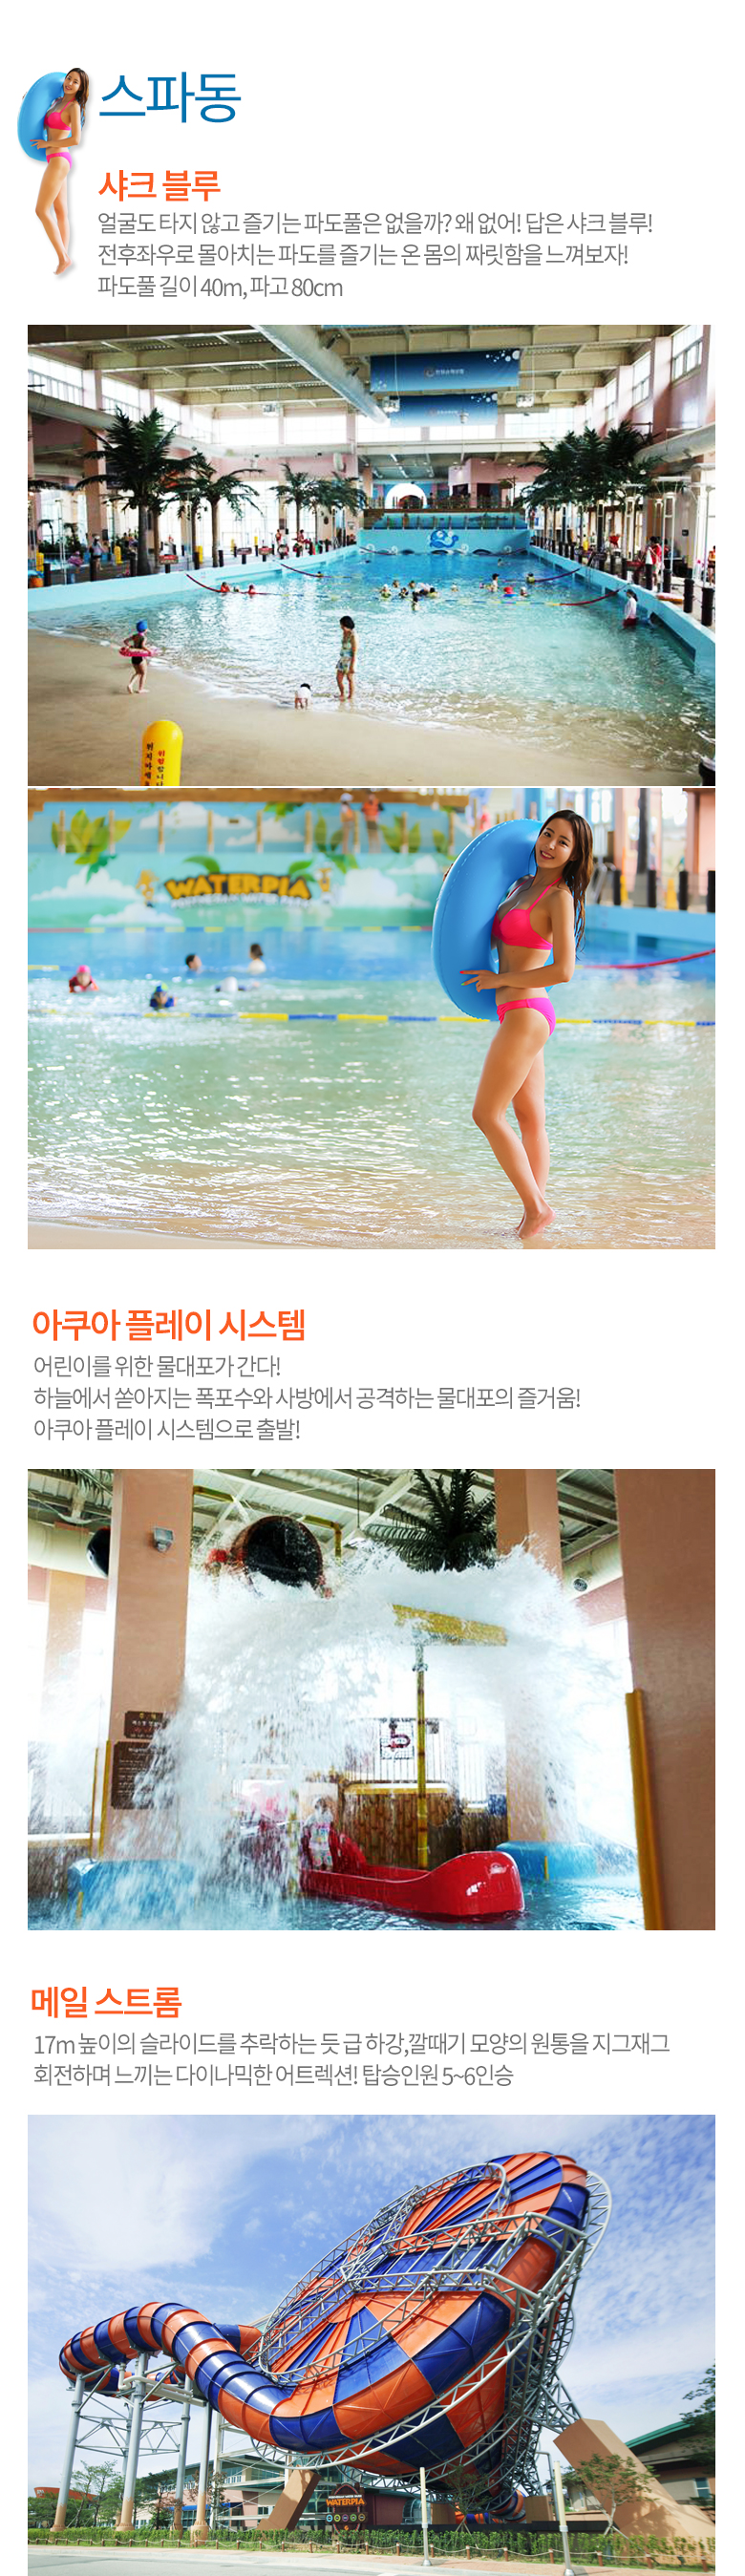 스파동
샤크 블루
얼굴도 타지 않고 즐기는 파도풀은 없을까? 왜 없어! 답은 샤크 블루!
전후좌우로 몰아치는 파도를 즐기는 온 몸의 짜릿함을 느껴보자!
파도풀 길이 40m, 파고 80cm
WATERPIA
아쿠아 플레이 시스템
어린이를 위한 물대포가 간다!
하늘에서 쏟아지는 폭포수와 사방에서 공격하는 물대포의 즐거움!
아쿠아 플레이 시스템으로 출발!
메일 스트롬
17m 높이의 슬라이드를 추락하는 듯 급 하강,깔때기 모양의 원통을 지그재그
회전하며 느끼는 다이나믹한 어트렉션! 탑승인원 5~6인승
WATERPIA